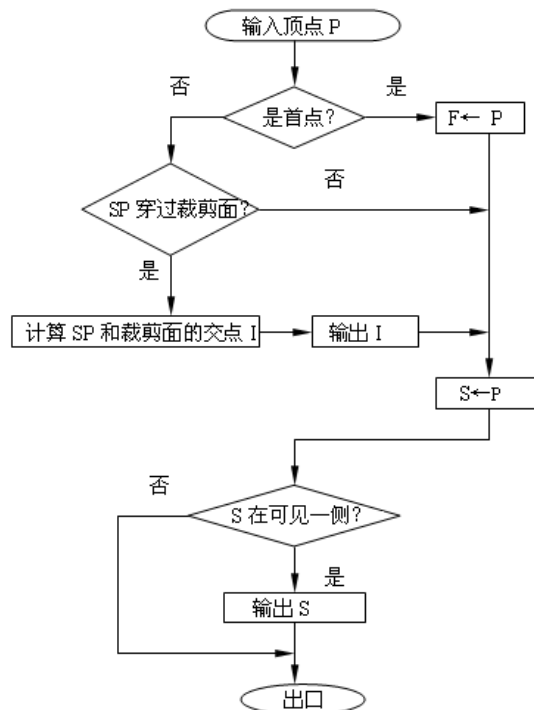 输入顶点 P
否
是
是首点?
F← P
否
SP 穿过裁剪面?
是
计算 SP 和裁剪面的交点 I
输出 I
S←P
否
S 在可见一侧?
是
输出 S
出口